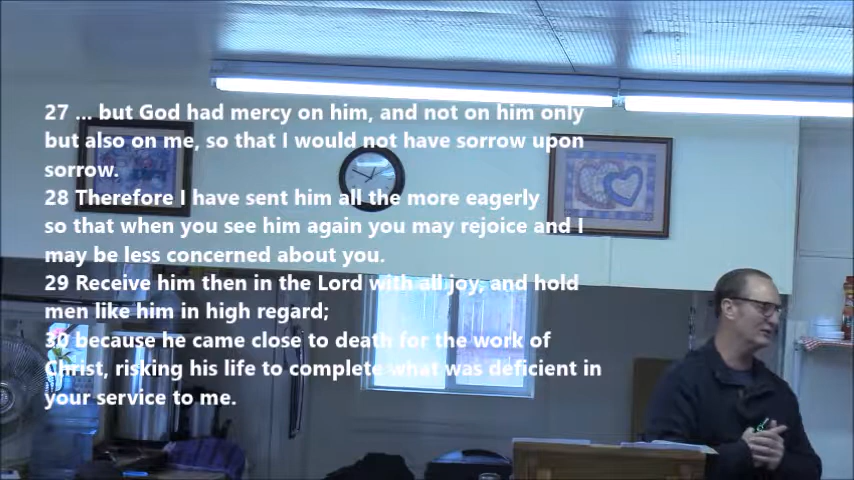 27 ... but God had mercy on him, and not on him only
but also on me, so that I would not have sorrow upon
sorrow.
28 Therefore I have sent him all the more eagerly
so that when you see him again you may rejoice and I
may be less concerned about you.
29 Receive him then in the Lord with all joy, and hold
men like him in high regard;
30 because he came close to death for the work of
Christ, risking his life to complete what was deficient in
your service to me.